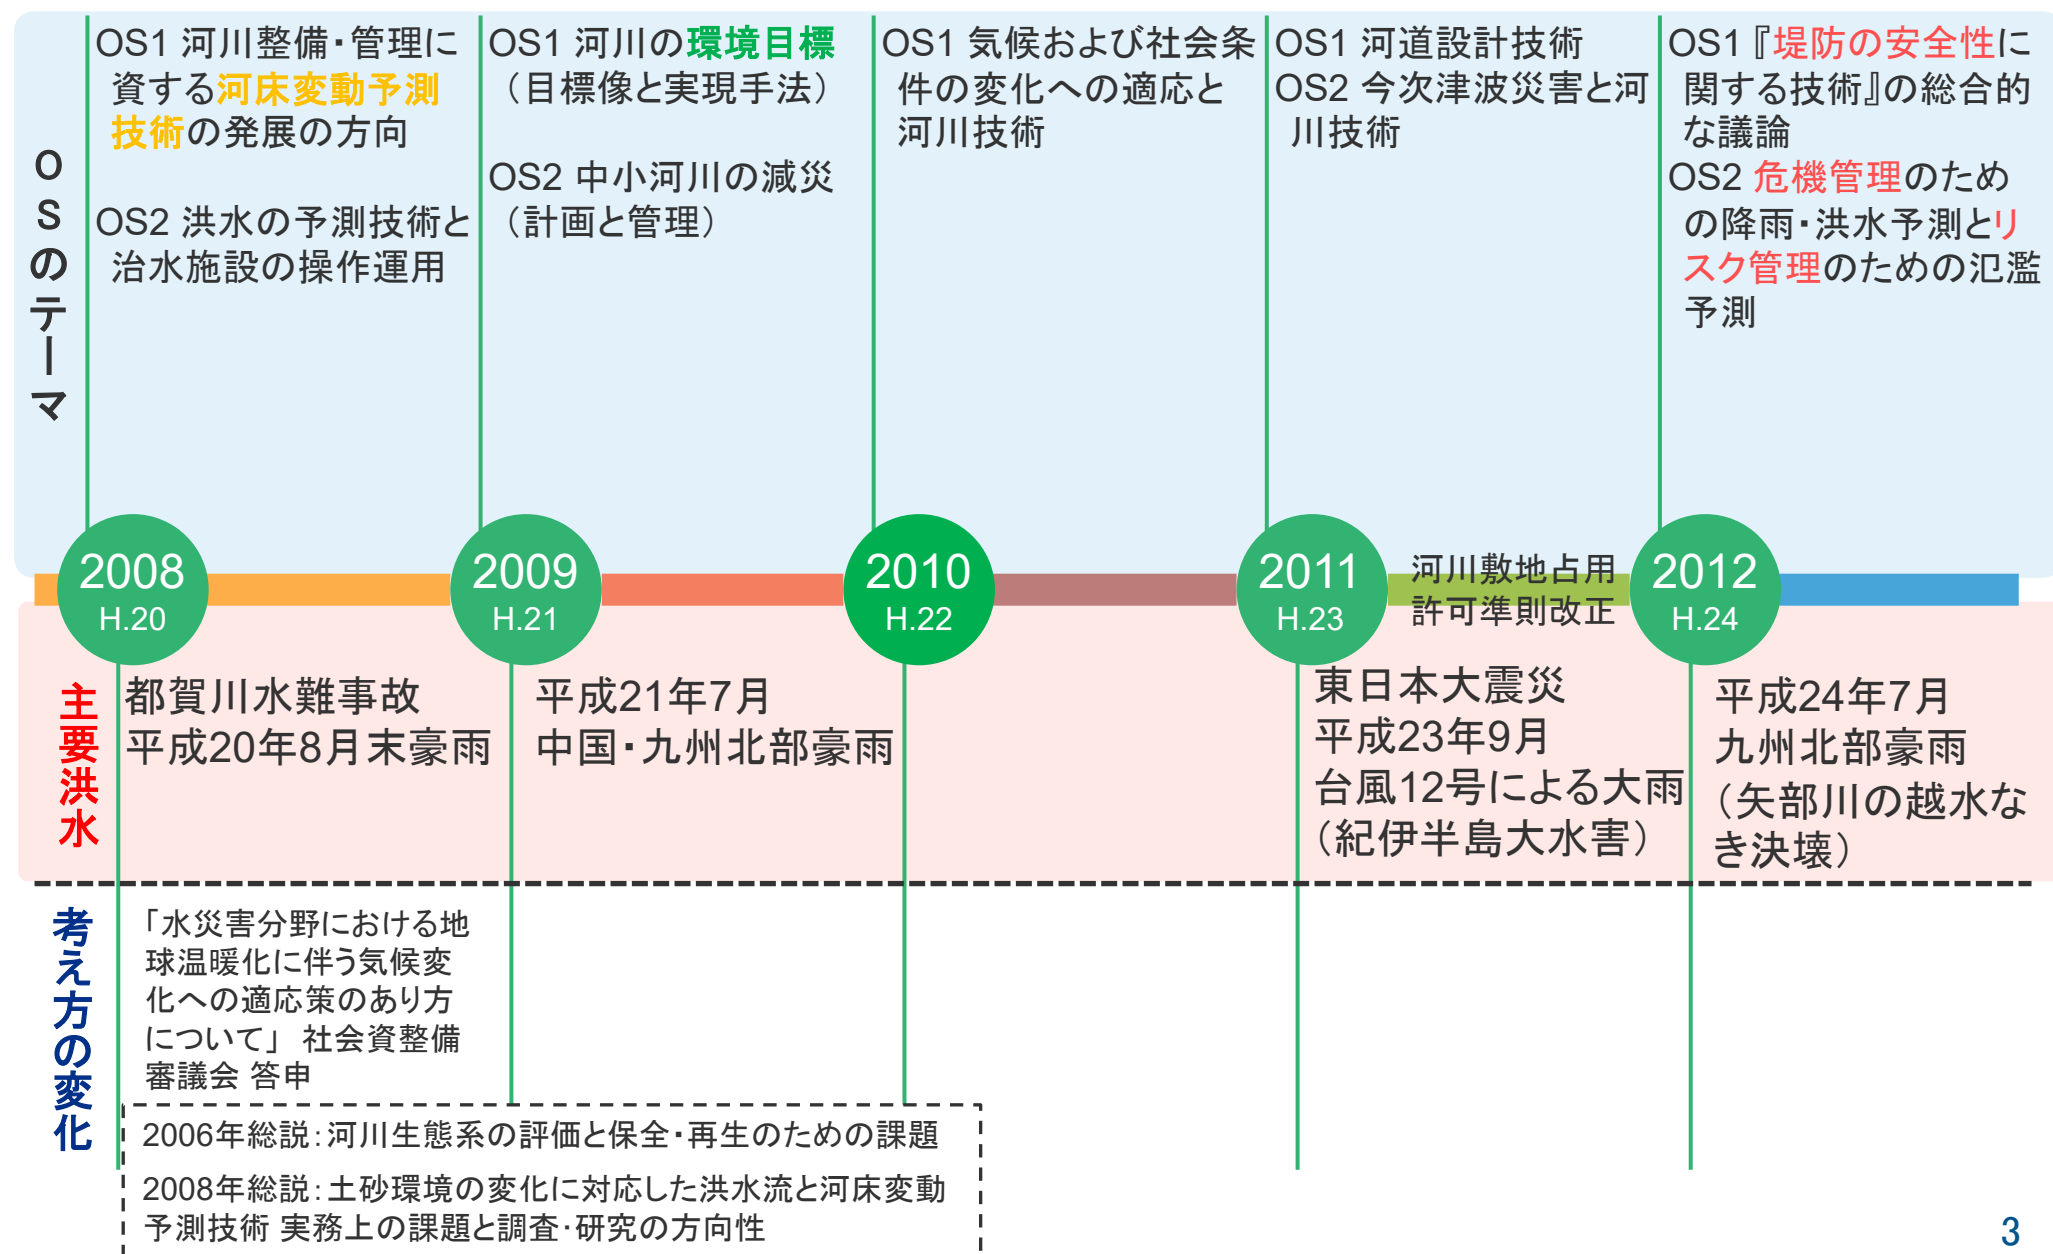 OSのテーマ
OS1 河川整備・管理に
資する河床変動予測
技術の発展の方向
OS2 洪水の予測技術と
治水施設の操作運用
OS1 河川の環境目標
（目標像と実現手法）
OS2 中小河川の減災
（計画と管理）
OS1 気候および社会条
件の変化への適応と
河川技術
OS1 河道設計技術
OS2 今次津波災害と河
川技術
OS1『堤防の安全性に
関する技術』の総合的
な議論
OS2 危機管理のため
の降雨・洪水予測とリ
スク管理のための氾濫
予測
2008
H.20
2009
H.21
2010
H.22
2011
H.23
河川敷地占用
許可準則改正
2012
H.24
主要洪水
都賀川水難事故
平成20年8月末豪雨
平成21年7月
中国・九州北部豪雨
東日本大震災
平成23年9月
台風12号による大雨
（紀伊半島大水害）
平成24年7月
九州北部豪雨
（矢部川の越水な
き決壊）
考え方の変化
「水災害分野における地
球温暖化に伴う気候変
化への適応策のあり方
について」 社会資整備
審議会 答申
2006年総説：河川生態系の評価と保全・再生のための課題
2008年総説：土砂環境の変化に対応した洪水流と河床変動
予測技術 実務上の課題と調査・研究の方向性
3